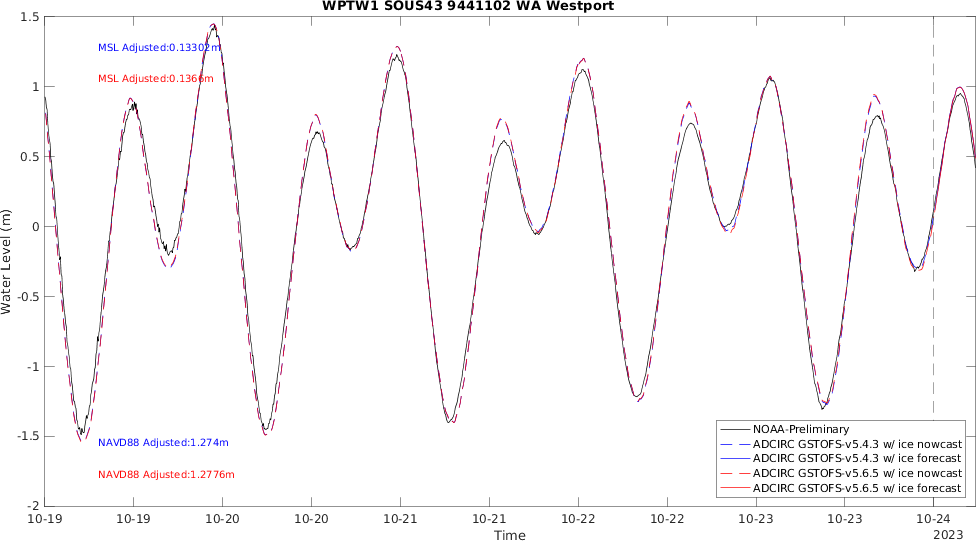 WPTW1 SOUS43 9441102 WA Westport
1.5
1
0.5
0
-0.5
-1
-1.5
-2
Water Level (m)
MSL Adjusted:0.13302m
MSL Adjusted:0.1366m
NAVD88 Adjusted:1.274m
NAVD88 Adjusted:1.2776m
NOAA-Preliminary
ADCIRC GSTOFS-v5.4.3 w/ ice nowcast
ADCIRC GSTOFS-v5.4.3 w/ ice forecast
ADCIRC GSTOFS-v5.6.5 w/ ice nowcast
ADCIRC GSTOFS-v5.6.5 w/ ice forecast
10-19 10-19 10-20 10-20 10-21 10-21 10-22 10-22 10-23 10-23 10-24
2023
Time